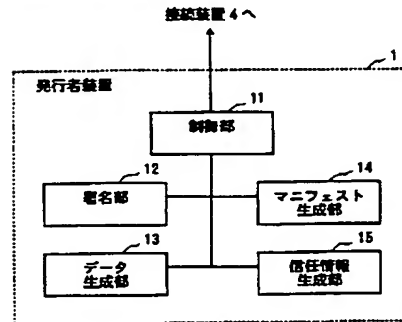 接続装置4へ
1
発行者装置
11
制御部
12
署名部
14
マニフェスト
生成部
13
データ
生成部
15
信任情報
生成部